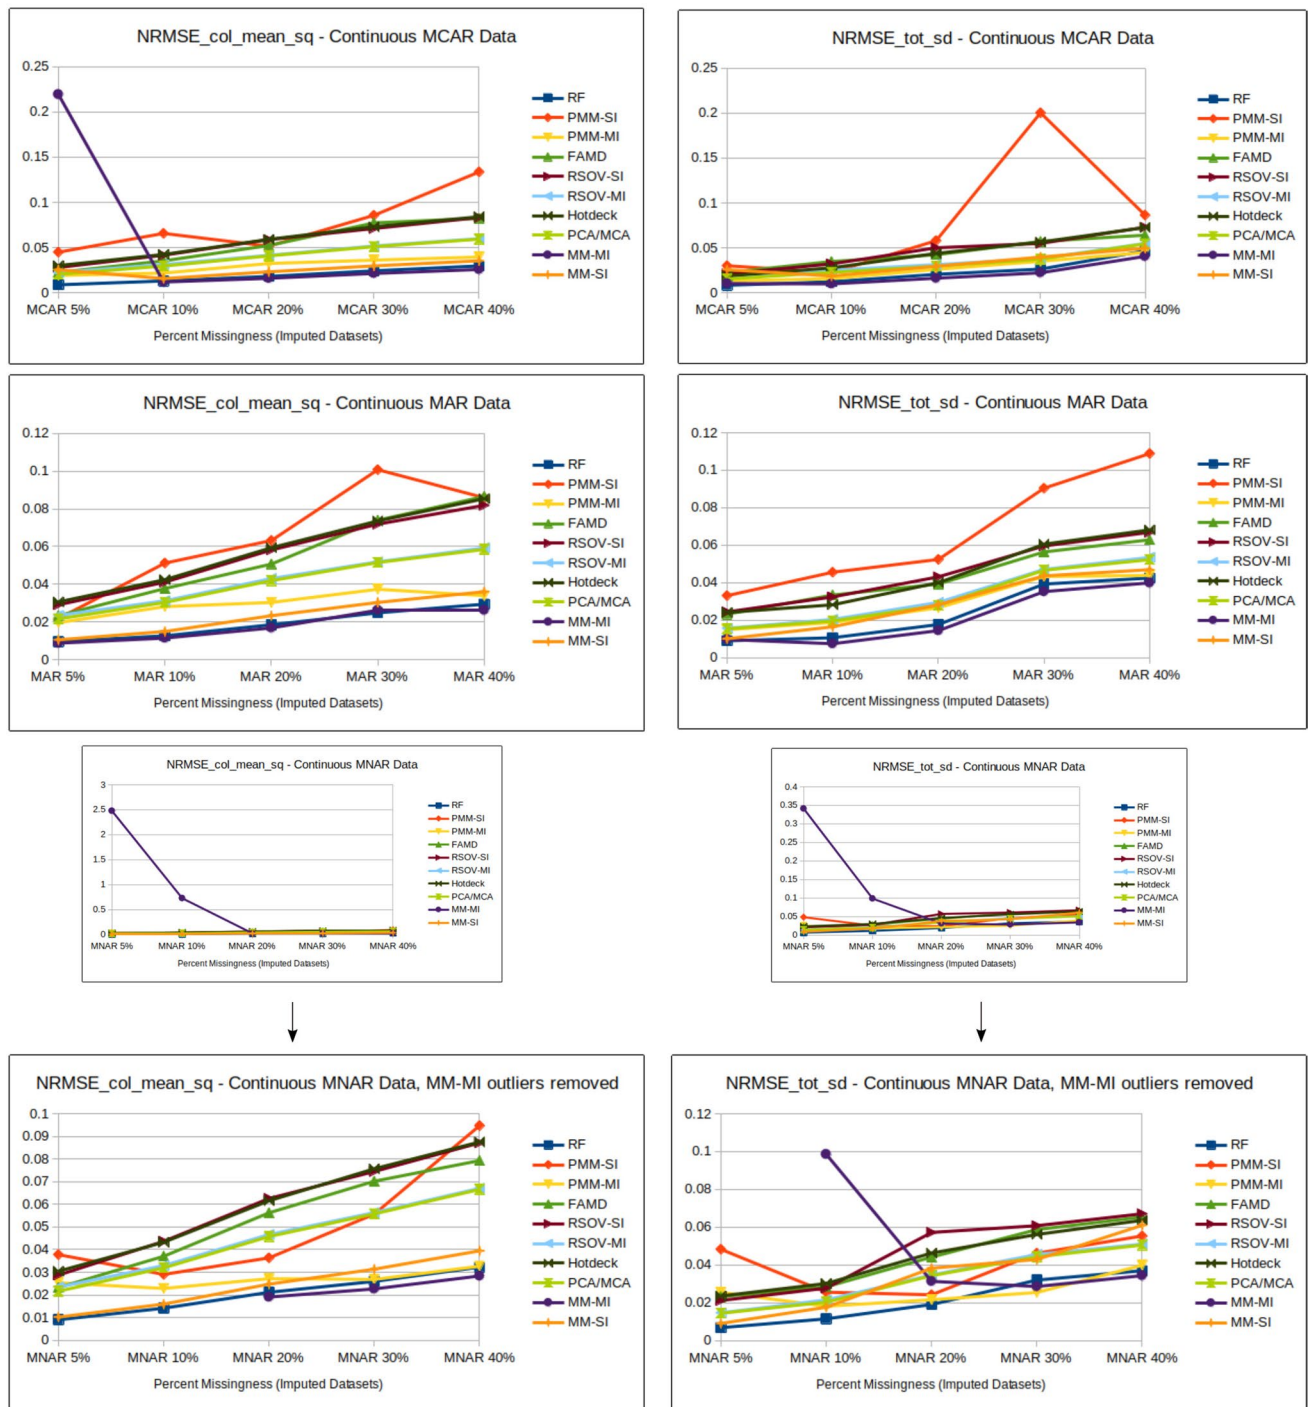 NRMSE_col_mean_sq - Continuous MCAR Data
0.25
0.2
0.15
0.1
0.05
0
MCAR 5% MCAR 10% MCAR 20% MCAR 30% MCAR 40%
Percent Missingness (Imputed Datasets)
RF
PMM-SI
PMM-MI
FAMD
RSOV-SI
RSOV-MI
Hotdeck
PCA/MCA
MM-MI
MM-SI
NRMSE_tot_sd - Continuous MCAR Data
0.25
0.2
0.15
0.1
0.05
0
MCAR 5% MCAR 10% MCAR 20% MCAR 30% MCAR 40%
Percent Missingness (Imputed Datasets)
RF
PMM-SI
PMM-MI
FAMD
RSOV-SI
RSOV-MI
Hotdeck
PCA/MCA
MM-MI
MM-SI
NRMSE_col_mean_sq - Continuous MAR Data
0.12
0.1
0.08
0.06
0.04
0.02
0
MAR 5% MAR 10% MAR 20% MAR 30% MAR 40%
Percent Missingness (Imputed Datasets)
RF
PMM-SI
PMM-MI
FAMD
RSOV-SI
RSOV-MI
Hotdeck
PCA/MCA
MM-MI
MM-SI
NRMSE_tot_sd - Continuous MAR Data
0.12
0.1
0.08
0.06
0.04
0.02
0
MAR 5% MAR 10% MAR 20% MAR 30% MAR 40%
Percent Missingness (Imputed Datasets)
RF
PMM-SI
PMM-MI
FAMD
RSOV-SI
RSOV-MI
Hotdeck
PCA/MCA
MM-MI
MM-SI
NRMSE_col_mean_sq - Continuous MNAR Data
3
2.5
2
1.5
1
0.5
0
MNAR 5% MNAR 10% MNAR 20% MNAR 30% MNAR 40%
Percent Missingness (Imputed Datasets)
RF
PMM-SI
PMM-MI
FAMD
RSOV-SI
RSOV-MI
Hotdeck
PCA/MCA
MM-MI
MM-SI
NRMSE_tot_sd - Continuous MNAR Data
0.4
0.35
0.3
0.25
0.2
0.15
0.1
0.05
0
MNAR 5% MNAR 10% MNAR 20% MNAR 30% MNAR 40%
Percent Missingness (Imputed Datasets)
RF
PMM-SI
PMM-MI
FAMD
RSOV-SI
RSOV-MI
Hotdeck
PCA/MCA
MM-MI
MM-SI
NRMSE_col_mean_sq - Continuous MNAR Data, MM-MI outliers removed
0.1
0.09
0.08
0.07
0.06
0.05
0.04
0.03
0.02
0.01
0
MNAR 5% MNAR 10% MNAR 20% MNAR 30% MNAR 40%
Percent Missingness (Imputed Datasets)
RF
PMM-SI
PMM-MI
FAMD
RSOV-SI
RSOV-MI
Hotdeck
PCA/MCA
MM-MI
MM-SI
NRMSE_tot_sd - Continuous MNAR Data, MM-MI outliers removed
0.12
0.1
0.08
0.06
0.04
0.02
0
MNAR 5% MNAR 10% MNAR 20% MNAR 30% MNAR 40%
Percent Missingness (Imputed Datasets)
RF
PMM-SI
PMM-MI
FAMD
RSOV-SI
RSOV-MI
Hotdeck
PCA/MCA
MM-MI
MM-SI